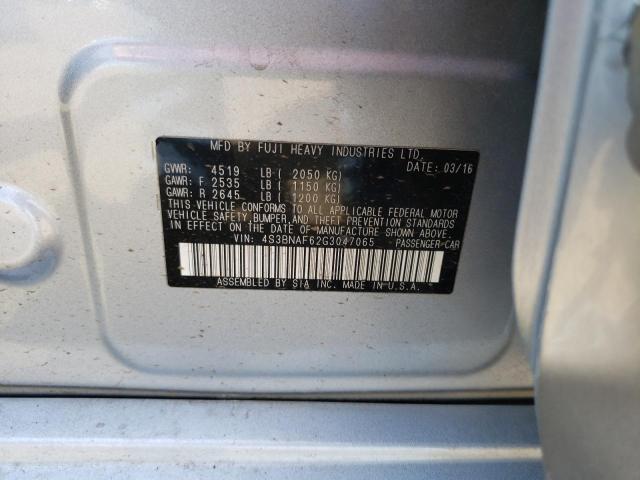 MFD BY FUJI HEAVY INDUSTRIES LTD.
GVWR: 4519 LB ( 2050 KG) DATE: 03/16
GAWR: F 2535 LB ( 1150 KG)
GAWR: R 2645 LB ( 1200 KG)
THIS VEHICLE CONFORMS TO ALL APPLICABLE FEDERAL MOTOR
VEHICLE SAFETY, BUMPER, AND THEFT PREVENTION STANDARDS
IN EFFECT ON THE DATE OF MANUFACTURE SHOWN ABOVE.
VIN: 4S3BNAF62G3047065 PASSENGER-CAR
ASSEMBLED BY SIA INC. MADE IN U.S.A.